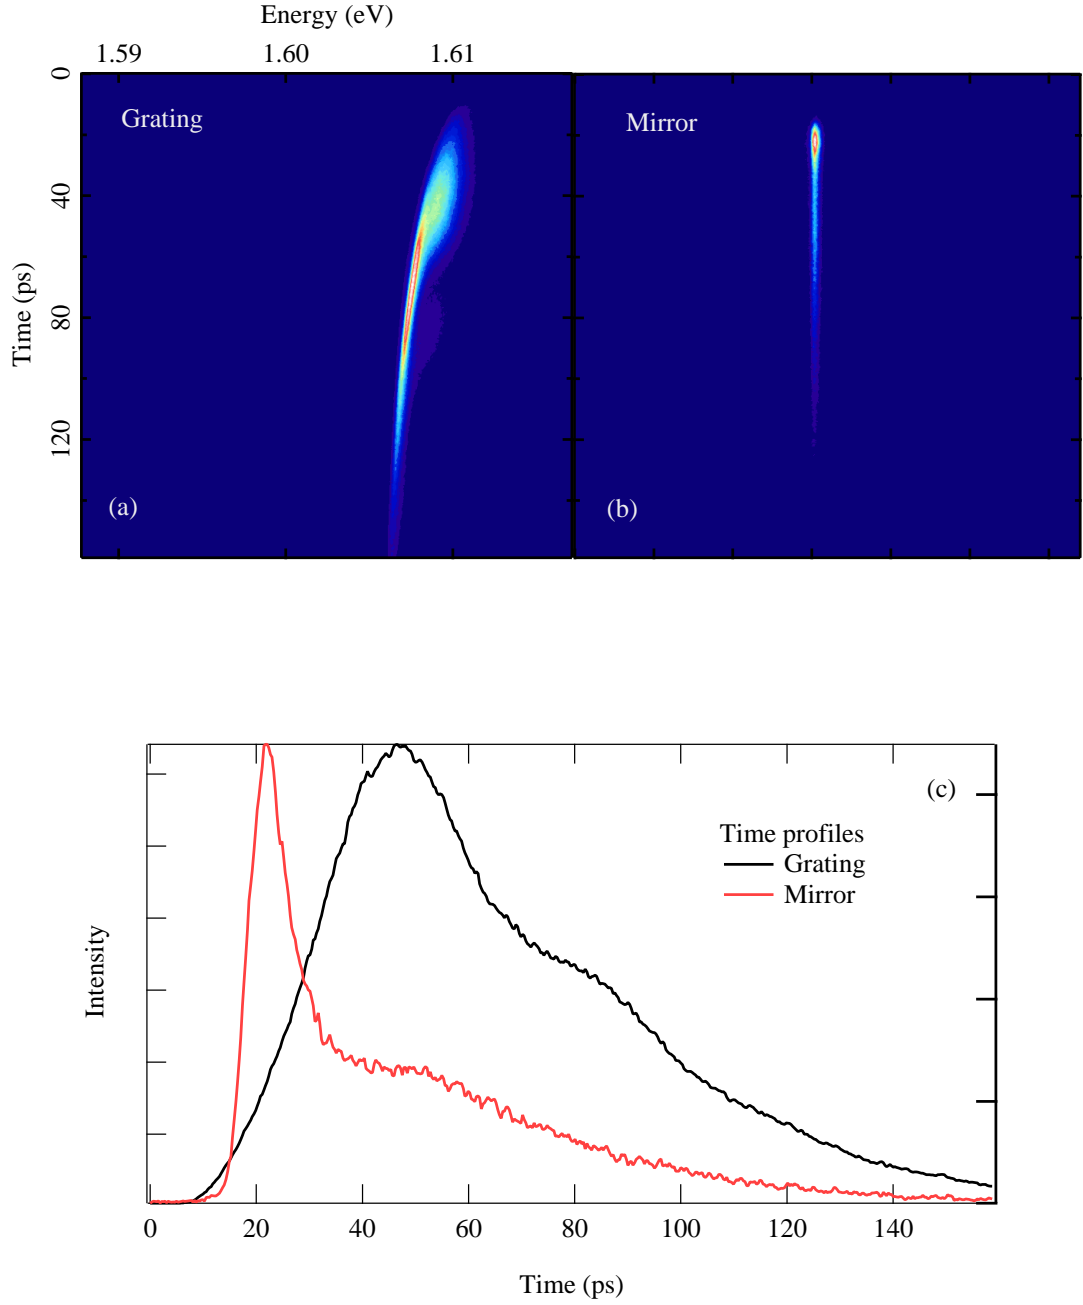 Energy (eV)
1.59 1.60 1.61
0
40
80
120
Time (ps)
Grating
(a)
Mirror
(b)
(c)
Time profiles
Grating
Mirror
Intensity
0 20 40 60 80 100 120 140
Time (ps)